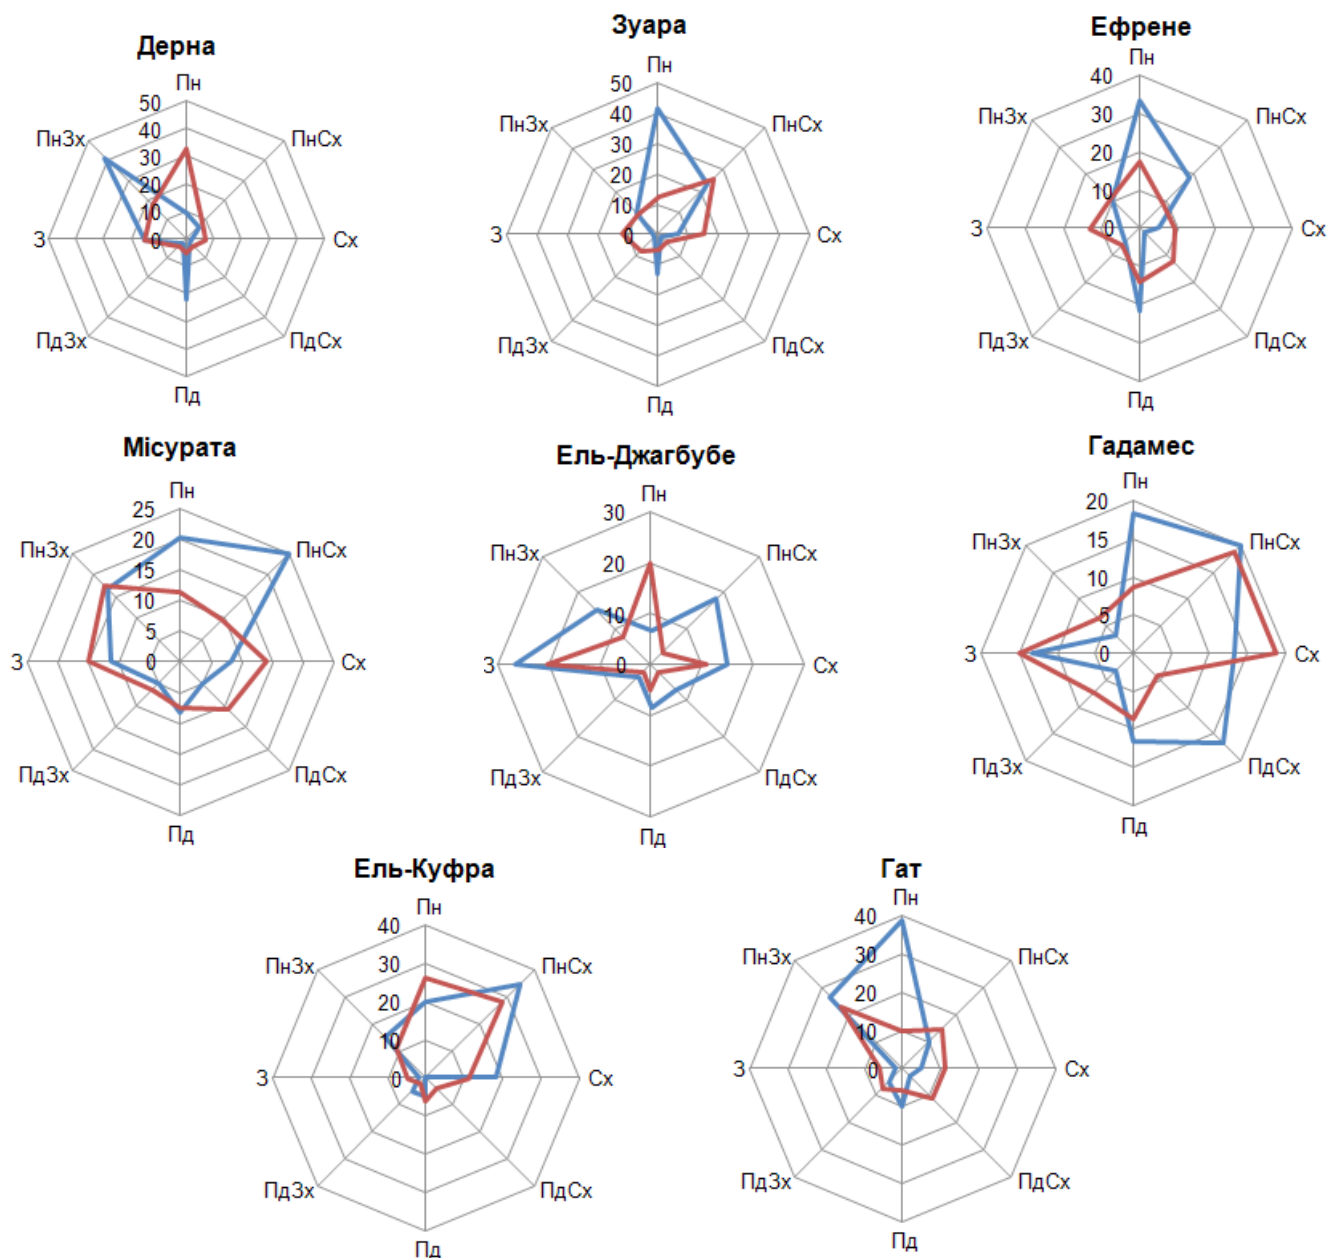 Дерна
Пн
50
40
30
20
10
0
ПнСх
Сх
ПдСх
Пд
ПдЗх
З
ПнЗх
Зуара
Пн
50
40
30
20
10
0
ПнСх
Сх
ПдСх
Пд
ПдЗх
З
ПнЗх
Ефрене
Пн
40
30
20
10
0
ПнСх
Сх
ПдСх
Пд
ПдЗх
З
ПнЗх
Місурата
Пн
25
20
15
10
5
0
ПнСх
Сх
ПдСх
Пд
ПдЗх
З
ПнЗх
Ель-Джагбубе
Пн
30
20
10
0
ПнСх
Сх
ПдСх
Пд
ПдЗх
З
ПнЗх
Гадамес
Пн
20
15
10
5
0
ПнСх
Сх
ПдСх
Пд
ПдЗх
З
ПнЗх
Ель-Куфра
Пн
40
30
20
10
0
ПнСх
Сх
ПдСх
Пд
ПдЗх
З
ПнЗх
Гат
Пн
40
30
20
10
0
ПнСх
Сх
ПдСх
Пд
ПдЗх
З
ПнЗх